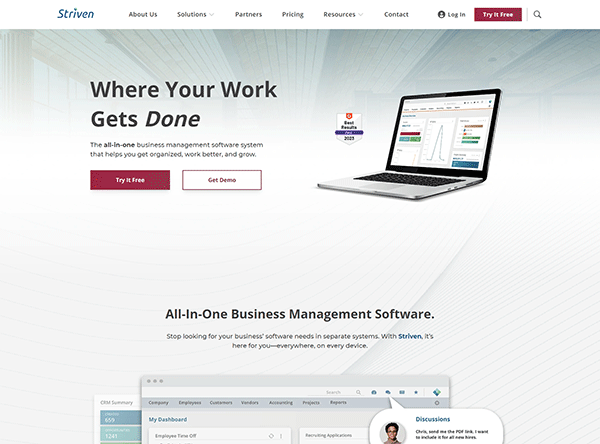 Striven
About Us
Solutions
Partners
Pricing
Resources
Contact
Log In
Try It Free
Where Your Work
Gets Done
The all-in-one business management software system
that helps you get organized, work better, and grow.
Try It Free
Get Demo
Best
Results
2023
All-In-One Business Management Software.
Stop looking for your business’ software needs in separate systems. With Striven, it’s
here for you—everywhere, on every device.
Search
Company
Employees
Customers
Vendors
Accounting
Projects
Reports
CRM Summary
659
1241
My Dashboard
Employee Time Off
Recruiting Applications
Discussions
Chris, send me the PDF link. I want
to include it for all new hires.